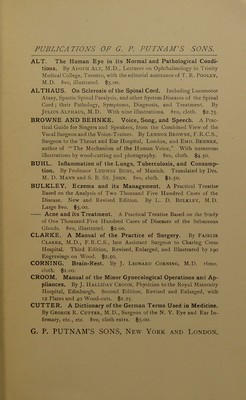 PUBLICATIONS OF G. P. PUTNAM'S SONS.
ALT. The Human Eye in its Normal and Pathological Conditions.
By ADOLF ALT, M.D., Lecturer on Ophthalmology in Trinity
Medical College, Toronto, with the editorial assistance of T. R. POOLEY,
M.D. 8vo, illustrated. $3.00.
ALTHAUS. On Sclerosis of the Spinal Cord. Including Locomotor
Ataxy, Spastic Spinal Paralysis, and other System Diseases of the Spinal
Cord; their Pathology, Symptoms, Diagnosis, and Treatment. By
JULIUS ALTHAUS, M.D. With nine illustrations, 8vo, cloth. $2.75.
BROWNE AND BEHNKE. Voice, Song, and Speech. A Practical
Guide for Singers and Speakers, from the Combined View of the
Vocal Surgeon and the Voice-Trainer. By LENNOX BROWNE, F.R.C.S.,
Surgeon to the Throat and Ear Hospital, London, and EMIL BEHNKE,
author of "The Mechanism of the Human Voice." With numerous
illustrations by wood-cutting and photography. 8vo, cloth. $4.50.
BUHL. Inflammation of the Lungs, Tuberculosis, and Consumption.
By Professor LUDWIG BUHL, of Munich. Translated by Drs.
M. D. MANN and S. B. ST. JOHN. 8vo, cloth. $1.50.
BULKLEY. Eczema and its Management. A Practical Treatise
Based on the Analysis of Two Thousand Five Hundred Cases of the
Disease. New and Revised Edition. By L. D. BULKLEY, M.D.
Large 8vo. $3.00.
—— Acne and its Treatment. A Practical Treatise Based on the Study
of One Thousand Five Hundred Cases of Diseases of the Sebaceous
Glands. 8vo, illustrated. $2.00.
CLARKE. A Manual of the Practice of Surgery. By FAIRLIE
CLARKE, M.D., F.R.C.S., late Assistant Surgeon to Charing Cross
Hospital. Third Edition, Revised, Enlarged, and Illustrated by 190
Engravings on Wood. $2.50.
CORNING. Brain-Rest. By J. LEONARD CORNING, M.D. 16mo,
cloth. $1.00.
CROOM. Manual of the Minor Gynecological Operations and Appliances.
By J. HALLIDAY CROOM, Physician to the Royal Maternity
Hospital, Edinburgh. Second Edition, Revised and Enlarged, with
12 Plates and 40 Wood-cuts. $2.75.
CUTTER. A Dictionary of the German Terms Used in Medicine.
By GEORGE R. CUTTER, M.D., Surgeon of the N. Y. Eye and Ear Infirmary,
etc., etc. 8vo, cloth extra. $3.00.
G. P. PUTNAM'S SONS, NEW YORK AND LONDON.